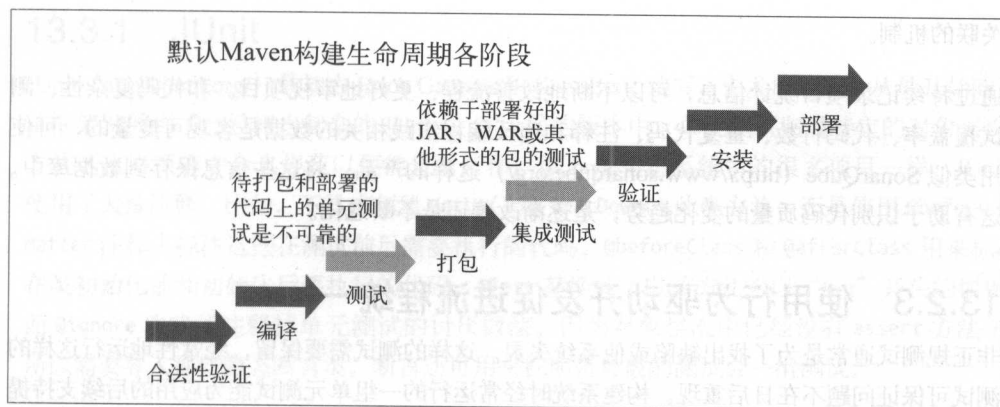 默认Maven构建生命周期各阶段
依赖干部署好的
JAR、WAR或其
他形式的包的测试
待打包和部署的
代码上的单元测
试是不可靠的
部署
安装
验证
集成测试
打包
测试
编译
合法性验证